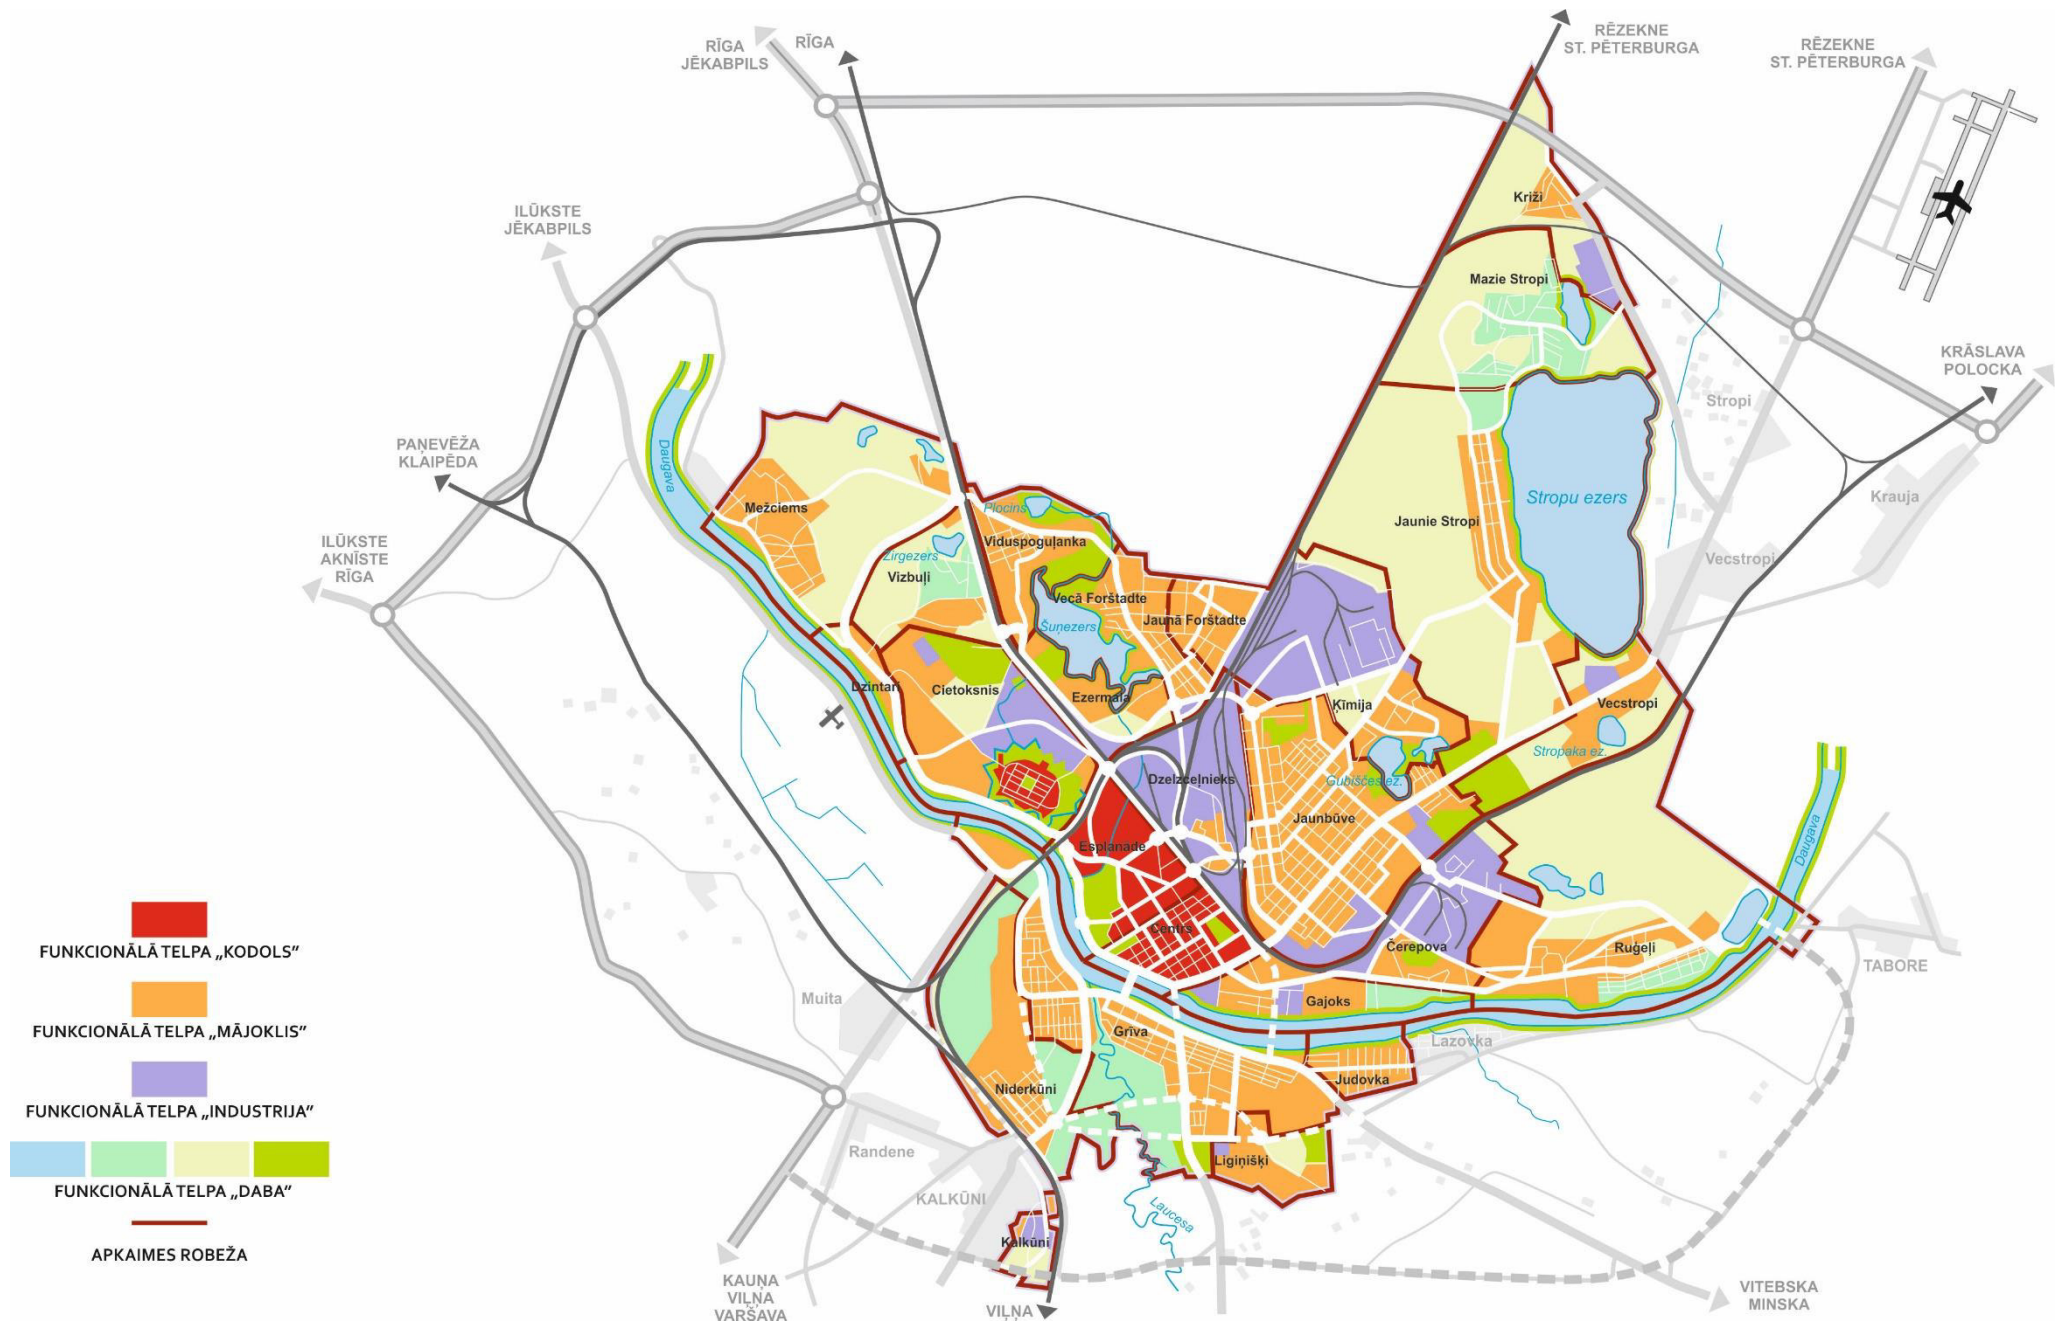 RĪGA
JĒKABPILS
RĪGA
RĒZEKNE
ST. PĒTERBURGA
RĒZEKNE
ST. PĒTERBURGA
ILŪKSTE
JĒKABPILS
Križi
Mazie Stropi
KRĀSLAVA
POLOCKA
Stropi
PAŅEVĒŽA
KLAIPĒDA
Daugava
Mežciems
Plocins
Viduspoguļanka
Jaunie Stropi
Stropu ezers
Krauja
ILŪKSTE
AKNĪSTE
RĪGA
Zirgezers
Vizbuļi
Vecā Forštadte
Jaunā Forštadte
Šuņezers
Vecstropi
Dzintari
Cietoksnis
Ezermala
Ķīmija
Vecstropi
Stropaka ez.
Dzelzceļnieks
Gubiščes ez.
Jaunbūve
Esplanāde
Daugava
Centrs
Čerepova
Ruģeļi
TABORE
Muita
Gajoks
Grīva
Lazovka
Judovka
Niderkūni
Randene
Liginišķi
KALKŪNI
Laucesa
Kalkūni
KAUŅA
VIĻŅA
VARŠAVA
VIĻŅA
VITEBSKA
MINSKA
FUNKCIONĀLĀ TELPA „KODOLS”
FUNKCIONĀLĀ TELPA „MĀJOKLIS”
FUNKCIONĀLĀ TELPA „INDUSTRIJA”
FUNKCIONĀLĀ TELPA „DABA”
APKAIMES ROBEŽA